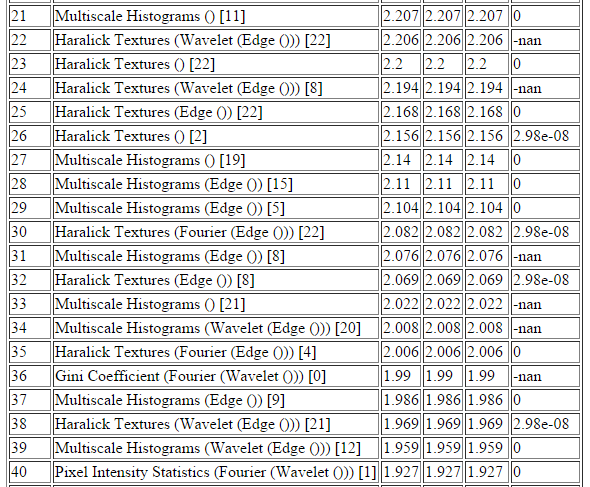 21 Multiscale Histograms () [11] 2.207 2.207 2.207 0
22 Haralick Textures (Wavelet (Edge ())) [22] 2.206 2.206 2.206 -nan
23 Haralick Textures () [22] 2.2 2.2 2.2 0
24 Haralick Textures (Wavelet (Edge ())) [8] 2.194 2.194 2.194 -nan
25 Haralick Textures (Edge ()) [22] 2.168 2.168 2.168 0
26 Haralick Textures () [2] 2.156 2.156 2.156 2.98e-08
27 Multiscale Histograms () [19] 2.14 2.14 2.14 0
28 Multiscale Histograms (Edge ()) [15] 2.11 2.11 2.11 0
29 Multiscale Histograms (Edge ()) [5] 2.104 2.104 2.104 0
30 Haralick Textures (Fourier (Edge ())) [22] 2.082 2.082 2.082 2.98e-08
31 Multiscale Histograms (Edge ()) [8] 2.076 2.076 2.076 -nan
32 Haralick Textures (Edge ()) [8] 2.069 2.069 2.069 2.98e-08
33 Multiscale Histograms () [21] 2.022 2.022 2.022 -nan
34 Multiscale Histograms (Wavelet (Edge ())) [20] 2.008 2.008 2.008 -nan
35 Haralick Textures (Fourier (Edge ())) [4] 2.006 2.006 2.006 0
36 Gini Coefficient (Fourier (Wavelet ())) [0] 1.99 1.99 1.99 -nan
37 Multiscale Histograms (Edge ()) [9] 1.986 1.986 1.986 0
38 Haralick Textures (Wavelet (Edge ())) [21] 1.969 1.969 1.969 2.98e-08
39 Multiscale Histograms (Wavelet (Edge ())) [12] 1.959 1.959 1.959 0
40 Pixel Intensity Statistics (Fourier (Wavelet ())) [1] 1.927 1.927 1.927 0